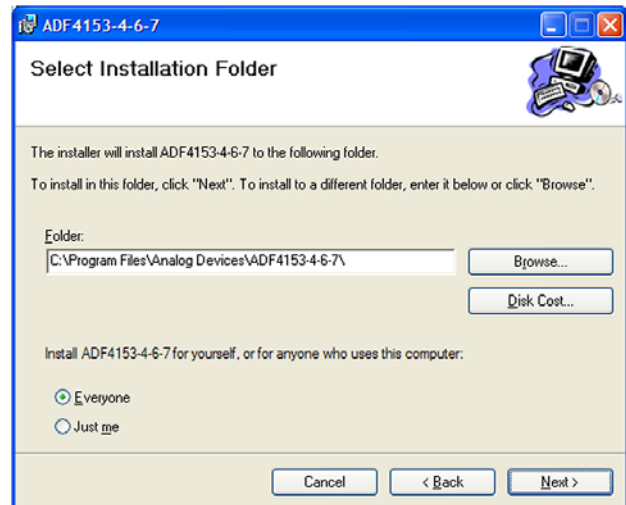 ADF4153-4-6-7
Select Installation Folder
The installer will install ADF4153-4-6-7 to the following folder.
To install in this folder, click "Next". To install to a different folder, enter it below or click "Browse".
Folder:
C:\Program Files\Analog Devices\ADF4153-4-6-7\
Browse...
Disk Cost...
Install ADF4153-4-6-7 for yourself, or for anyone who uses this computer:
Everyone
Just me
Cancel
< Back
Next >